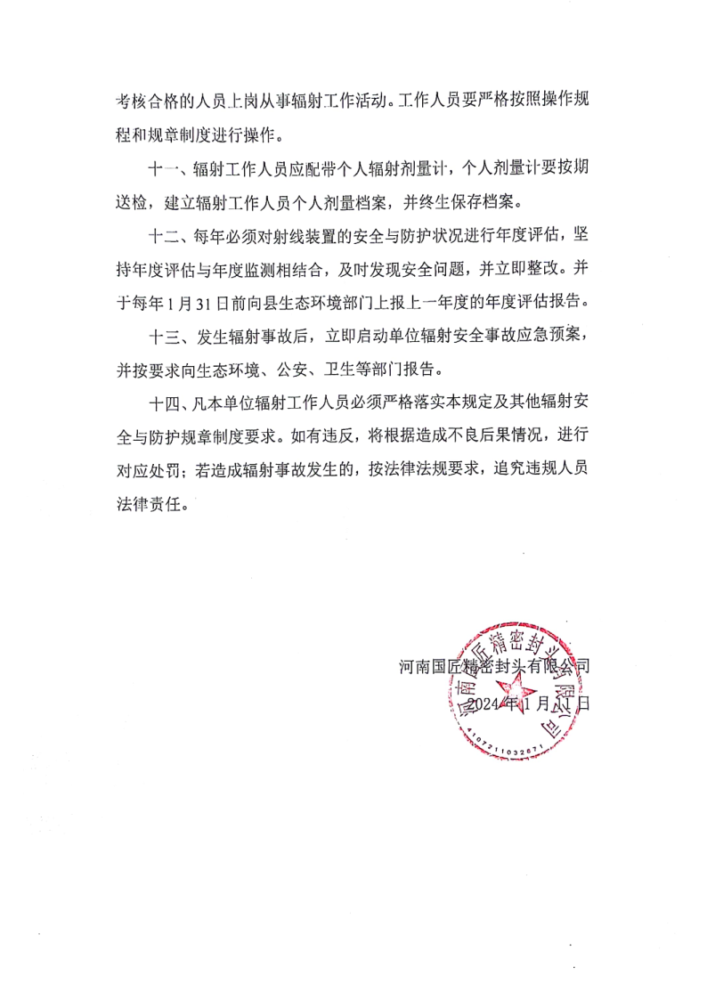 考核合格的人员上岗从事辐射工作活动。工作人员要严格按照操作规
程和规章制度进行操作。
十一、辐射工作人员应配带个人辐射剂量计，个人剂量计要按期
送检，建立辐射工作人员个人剂量档案，并终生保存档案。
十二、每年必须对射线装置的安全与防护状况进行年度评估，坚
持年度评估与年度监测相结合，及时发现安全问题，并立即整改。并
于每年1月31日前向县生态环境部门上报上一年度的年度评估报告。
十三、发生辐射事故后，立即启动单位辐射安全事故应急预案，
并按要求向生态环境、公安、卫生等部门报告。
十四、凡本单位辐射工作人员必须严格落实本规定及其他辐射安
全与防护规章制度要求。如有违反，将根据造成不良后果情况，进行
对应处罚；若造成辐射事故发生的，按法律法规要求，追究违规人员
法律责任。
河南国匠精密封头有限公司
2024年1月11日
河南国匠精密封头有限公司
4107211032671